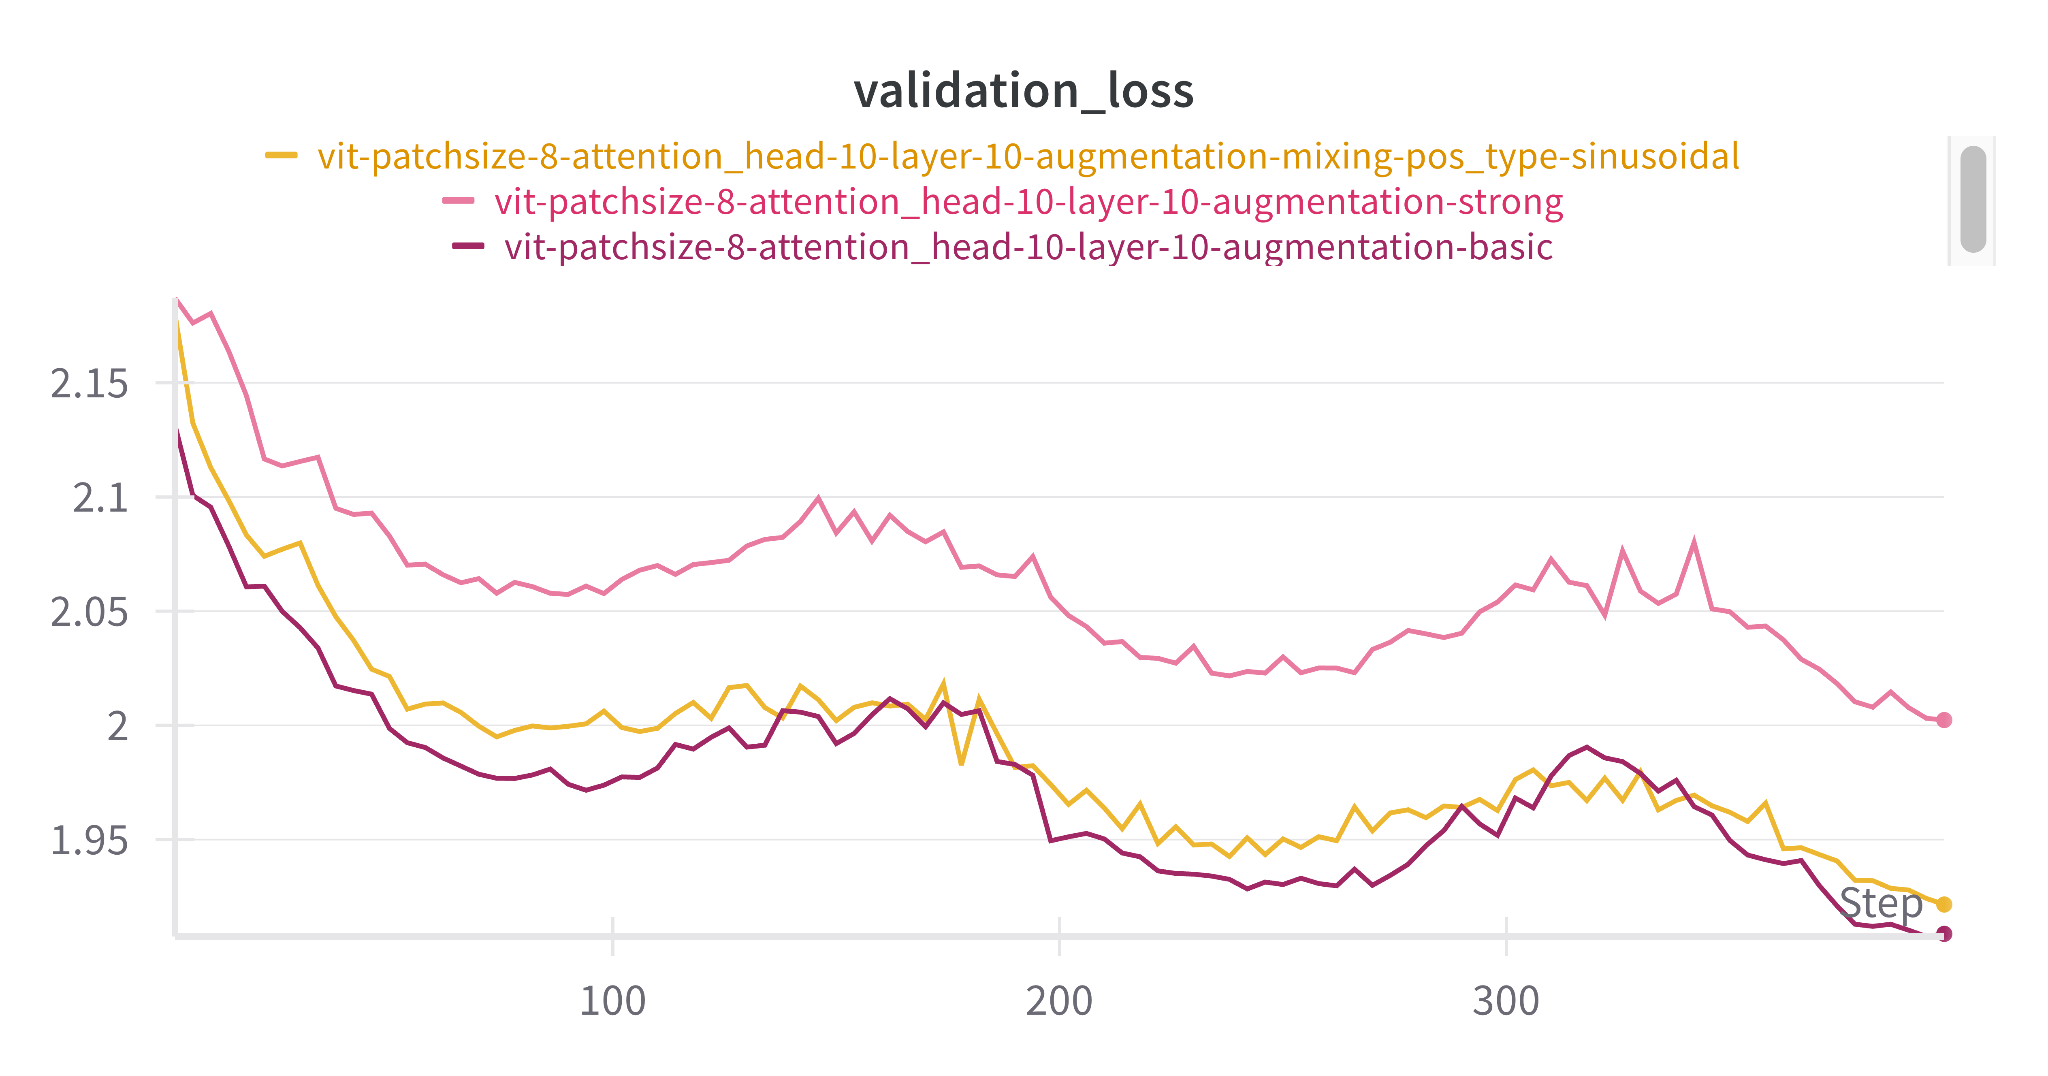 validation_loss
vit-patchsize-8-attention_head-10-layer-10-augmentation-mixing-pos_type-sinusoidal
vit-patchsize-8-attention_head-10-layer-10-augmentation-strong
vit-patchsize-8-attention_head-10-layer-10-augmentation-basic
2.15
2.1
2.05
2
1.95
Step
100 200 300